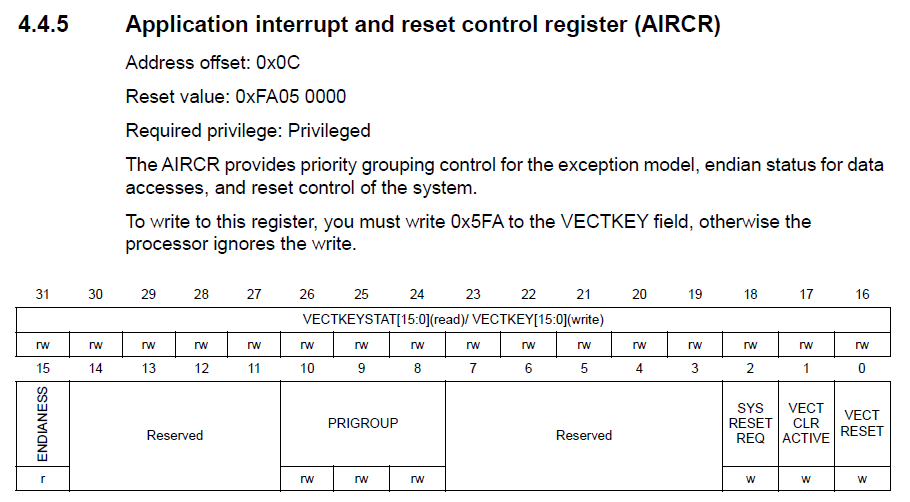 4.4.5 Application interrupt and reset control register (AIRCR)
Address offset: 0x0C
Reset value: 0xFA05 0000
Required privilege: Privileged
The AIRCR provides priority grouping control for the exception model, endian status for data
accesses, and reset control of the system.
To write to this register, you must write 0x5FA to the VECTKEY field, otherwise the
processor ignores the write.
31 30 29 28 27 26 25 24 23 22 21 20 19 18 17 16
VECTKEYSTAT[15:0](read)/ VECTKEY[15:0](write)
rw rw rw rw rw rw rw rw rw rw rw rw rw rw rw rw
15 14 13 12 11 10 9 8 7 6 5 4 3 2 1 0
ENDIANESS
Reserved
PRIGROUP
Reserved
SYS
RESET
REQ
VECT
CLR
ACTIVE
VECT
RESET
r rw rw rw w w w